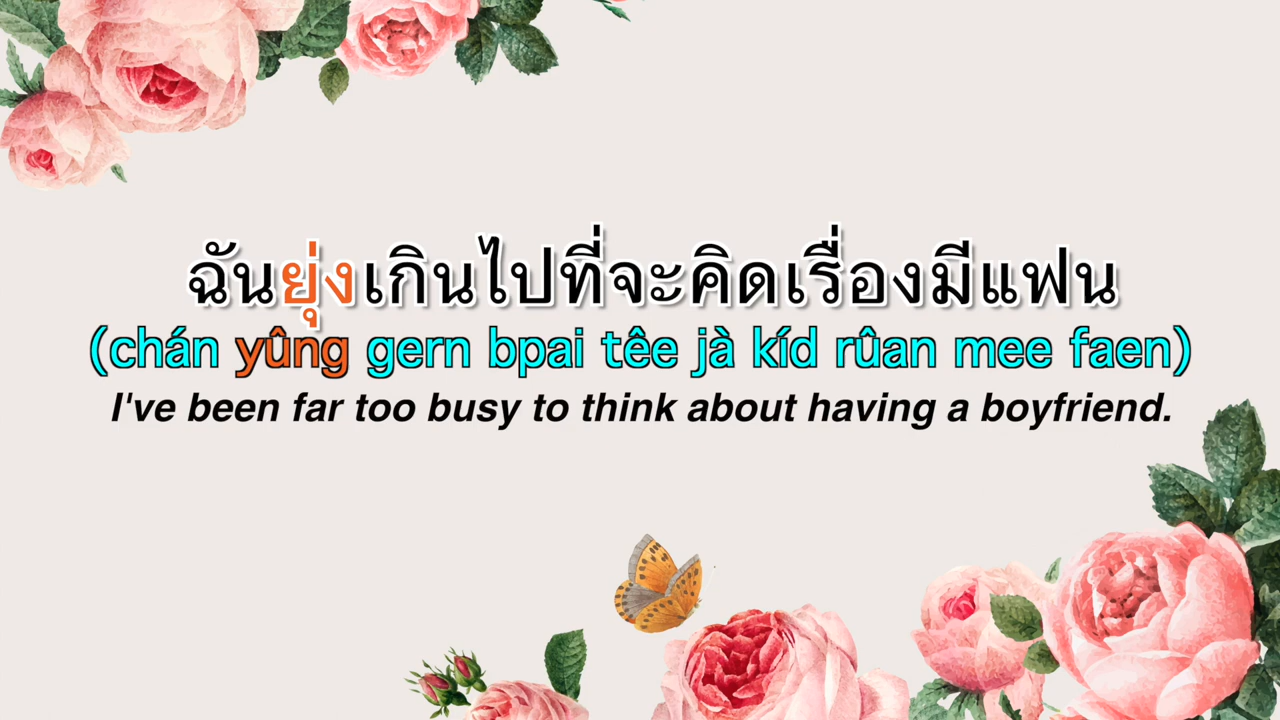 ฉันยุ่งเกินไปที่จะคิดเรื่องมีแฟน
(chán yûng gern bpai têe jà kíd rûan mee faen)
I've been far too busy to think about having a boyfriend.